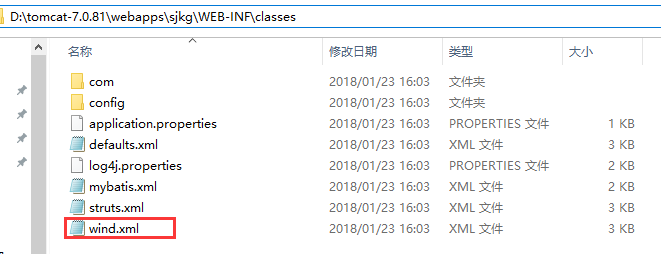 D:\tomcat-7.0.81\webapps\sjkg\WEB-INF\classes
名称 修改日期 类型 大小
com 2018/01/23 16:03 文件夹
config 2018/01/23 16:03 文件夹
application.properties 2018/01/23 16:03 PROPERTIES 文件 1 KB
defaults.xml 2018/01/23 16:03 XML 文件 3 KB
log4j.properties 2018/01/23 16:03 PROPERTIES 文件 2 KB
mybatis.xml 2018/01/23 16:03 XML 文件 2 KB
struts.xml 2018/01/23 16:03 XML 文件 3 KB
wind.xml 2018/01/23 16:03 XML 文件 3 KB